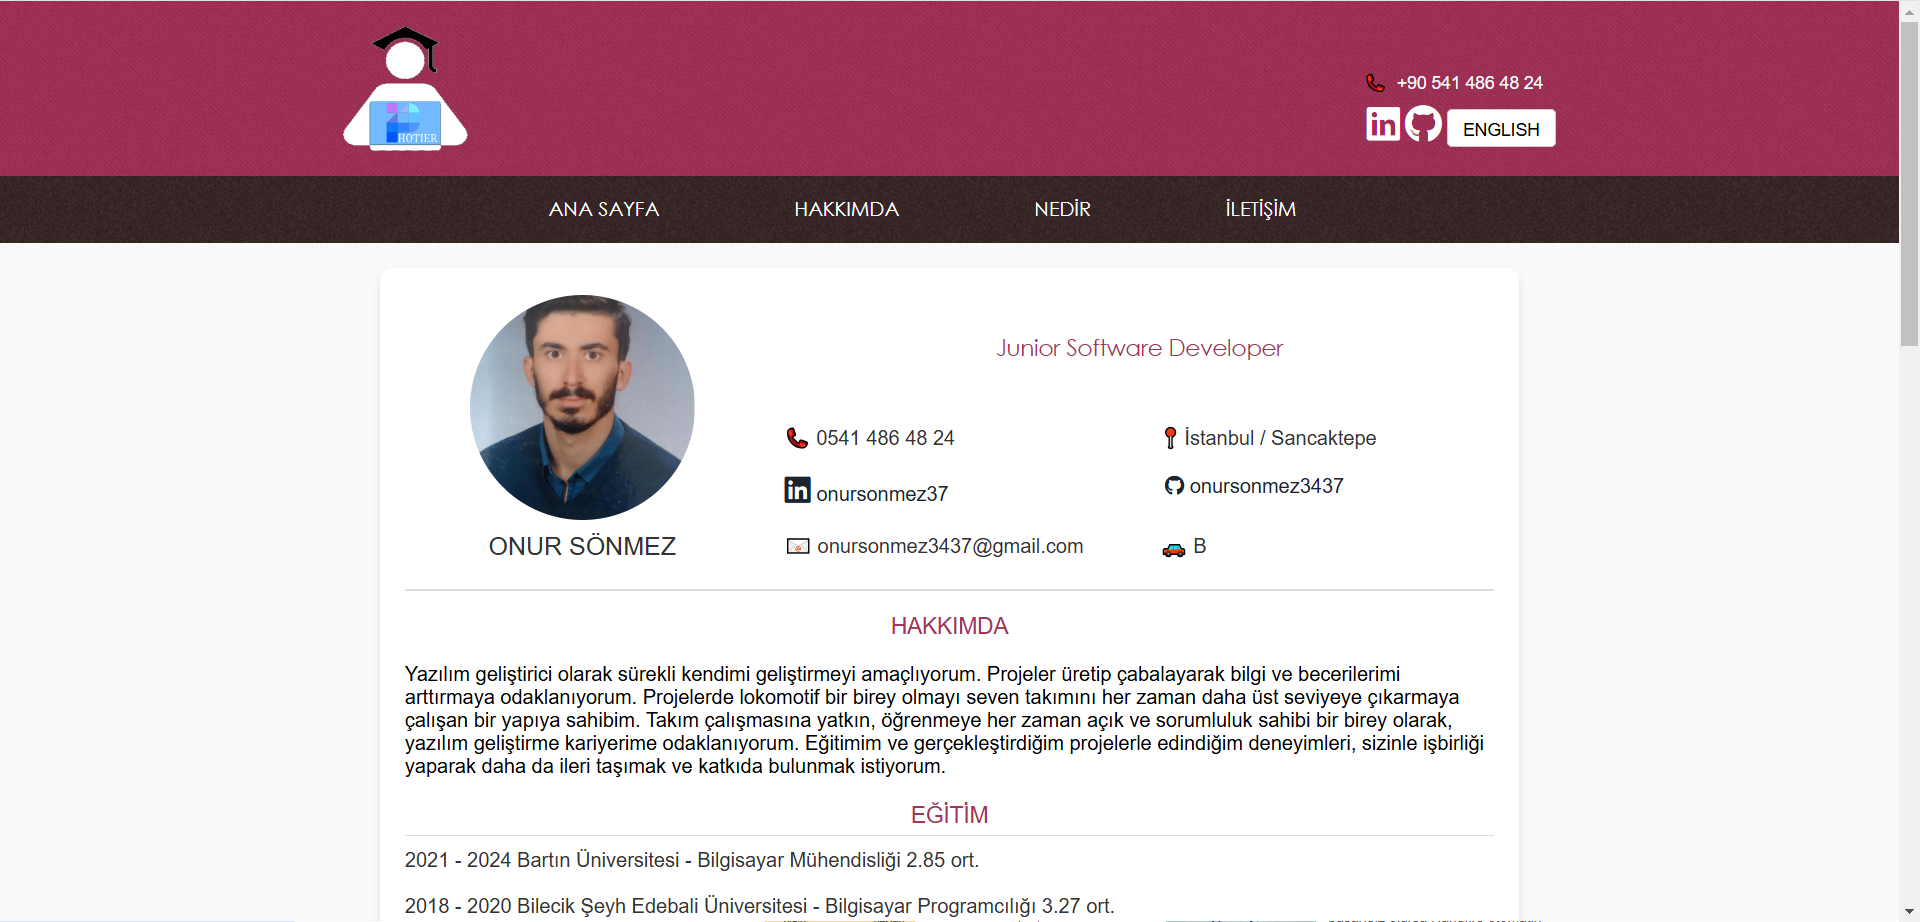 HOTIER
+90 541 486 48 24
ENGLISH
ANA SAYFA
HAKKIMDA
NEDİR
İLETİŞİM
Junior Software Developer
0541 486 48 24
İstanbul / Sancaktepe
onursonmez37
onursonmez3437
ONUR SÖNMEZ
onursonmez3437@gmail.com
B
HAKKIMDA
Yazılım geliştirici olarak sürekli kendimi geliştirmeyi amaçlıyorum. Projeler üretip çabalayarak bilgi ve becerilerimi
arttırmaya odaklanıyorum. Projelerde lokomotif bir birey olmayı seven takımını her zaman daha üst seviyeye çıkarmaya
çalışan bir yapıya sahibim. Takım çalışmasına yatkın, öğrenmeye her zaman açık ve sorumluluk sahibi bir birey olarak,
yazılım geliştirme kariyerime odaklanıyorum. Eğitimim ve gerçekleştirdiğim projelerle edindiğim deneyimleri, sizinle işbirliği
yaparak daha da ileri taşımak ve katkıda bulunmak istiyorum.
EĞİTİM
2021 - 2024 Bartın Üniversitesi - Bilgisayar Mühendisliği 2.85 ort.
2018 - 2020 Bilecik Şeyh Edebali Üniversitesi - Bilgisayar Programcılığı 3.27 ort.